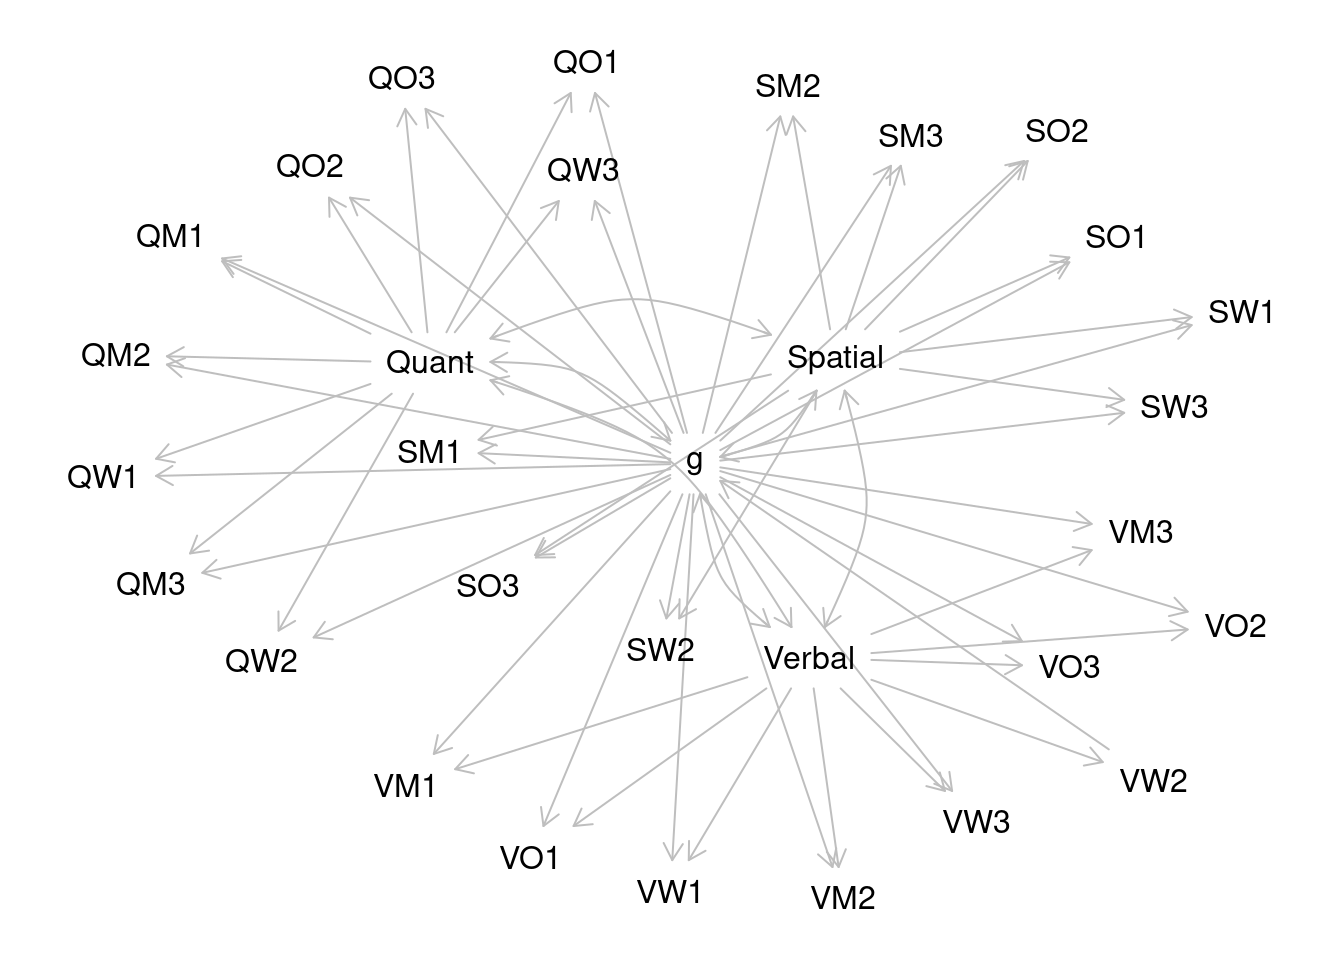 QO1
QO3
SM2
SO2
SM3
QO2
QW3
QM1
SO1
SW1
QM2
Spatial
Quant
SW3
SM1
g
QW1
VM3
QM3
SO3
VO2
SW2
Verbal
QW2
VO3
VW2
VM1
VW3
VO1
VW1
VM2